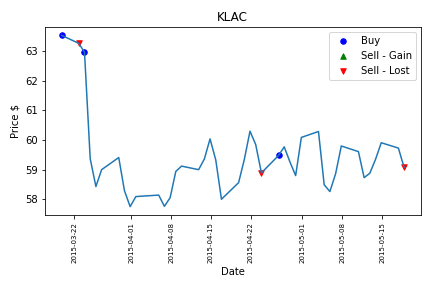 KLAC
Buy
Sell - Gain
Sell - Lost
Price $
63
62
61
60
59
58
2015-03-22
2015-04-01
2015-04-08
2015-04-15
2015-04-22
2015-05-01
2015-05-08
2015-05-15
Date